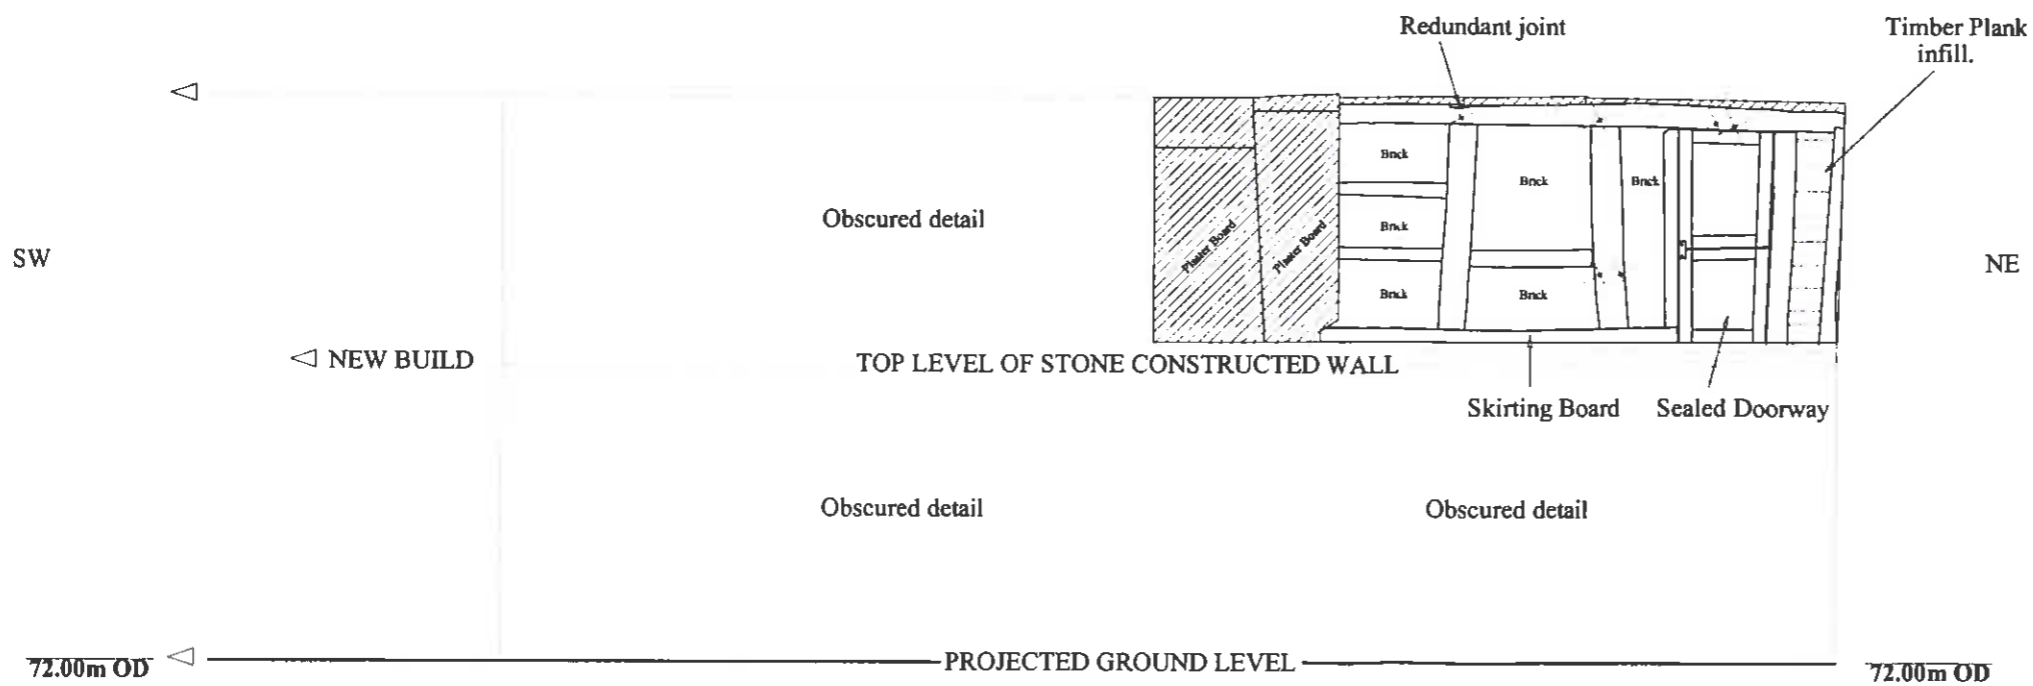 Redundant joint
Timber Plank
infill.
Brick
Brick
Brick
Obscured detail
Brick
Plaster Board
Plaster Board
SW
NE
Brick
Brick
NEW BUILD
TOP LEVEL OF STONE CONSTRUCTED WALL
Skirting Board
Sealed Doorway
Obscured detail
Obscured detail
72.00m OD
PROJECTED GROUND LEVEL
72.00m OD